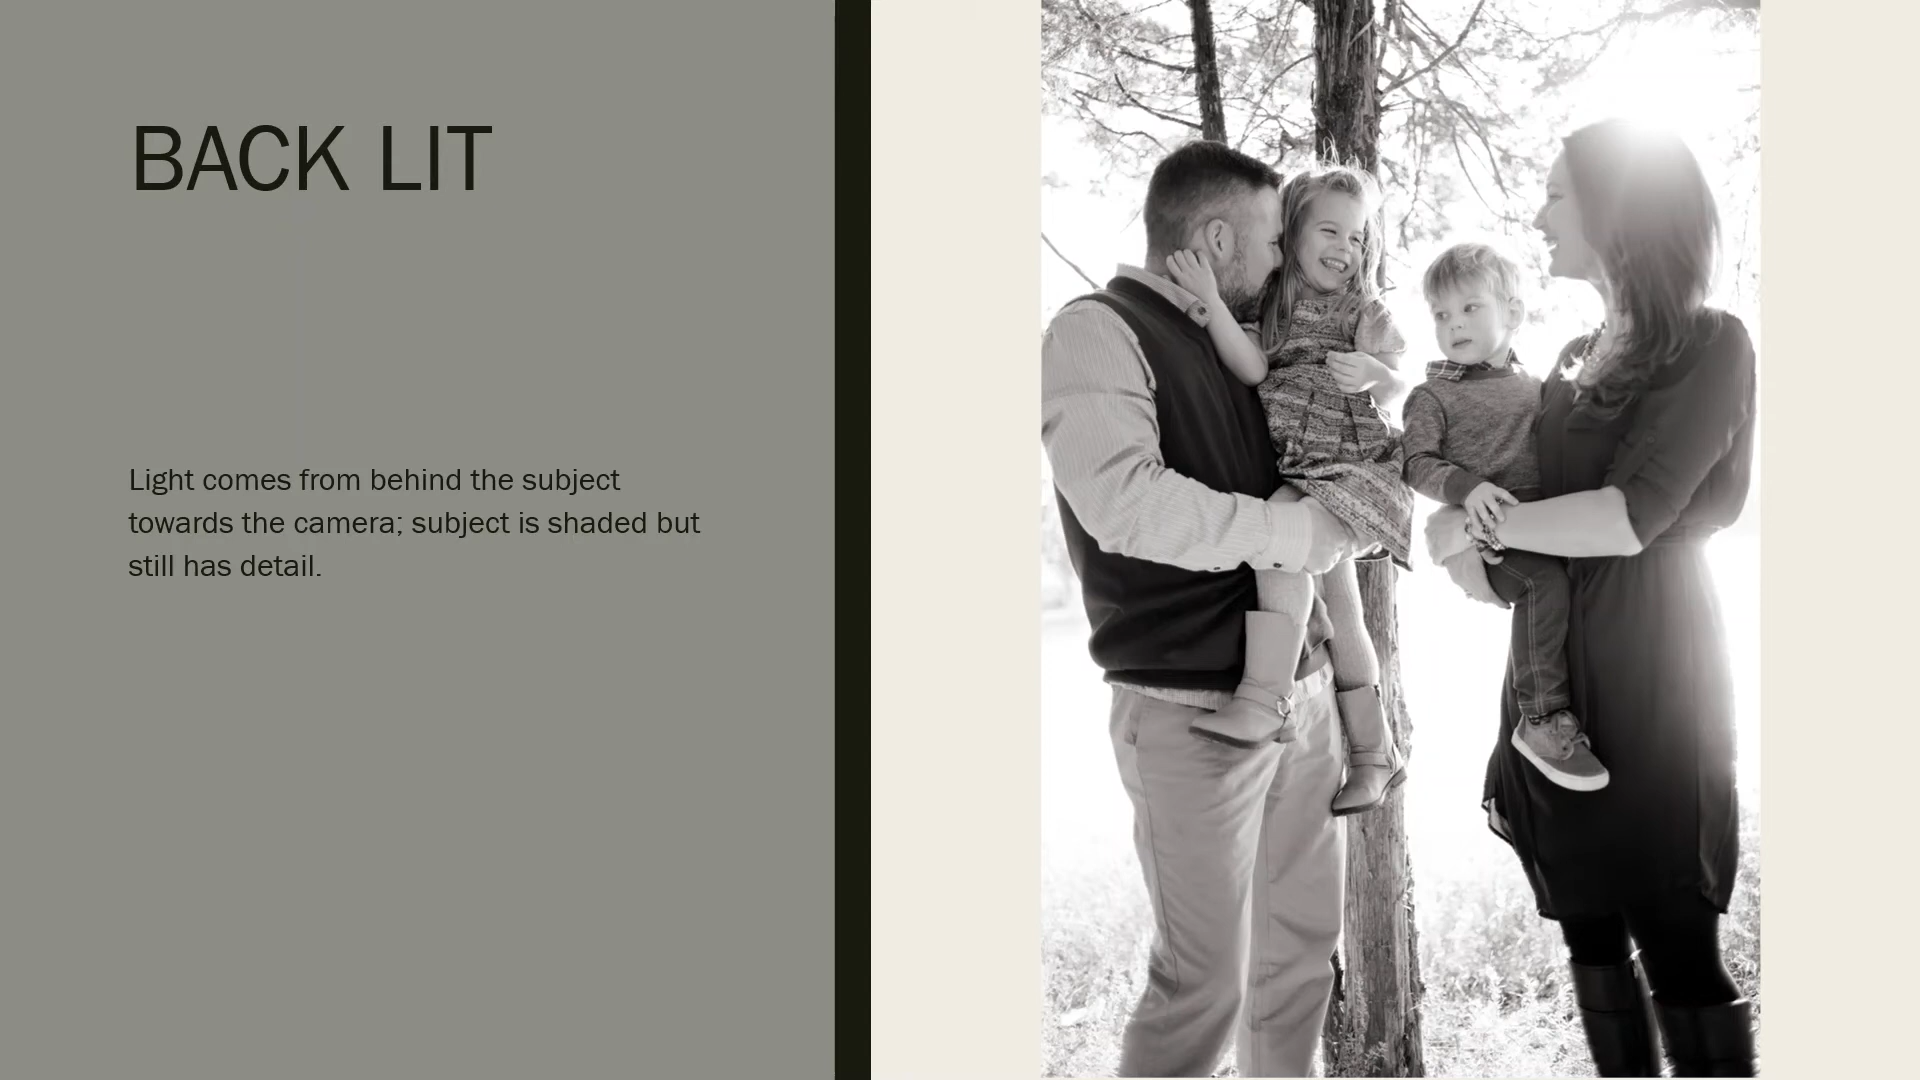 BACK LIT
Light comes from behind the subject
towards the camera; subject is shaded but
still has detail.